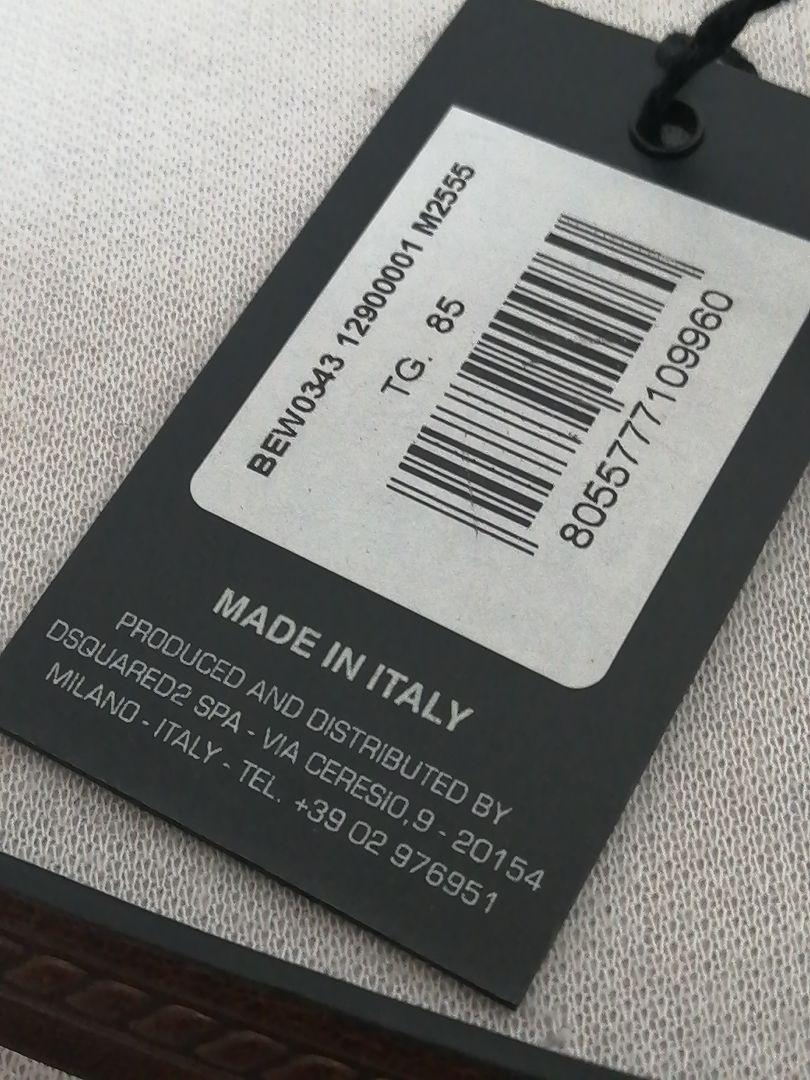 BEW0343 12900001 M2555
TG. 85
8055777109960
MADE IN ITALY
PRODUCED AND DISTRIBUTED BY
DSQUARED2 SPA - VIA CERESIO,9 - 20154
MILANO - ITALY - TEL. +39 02 976951